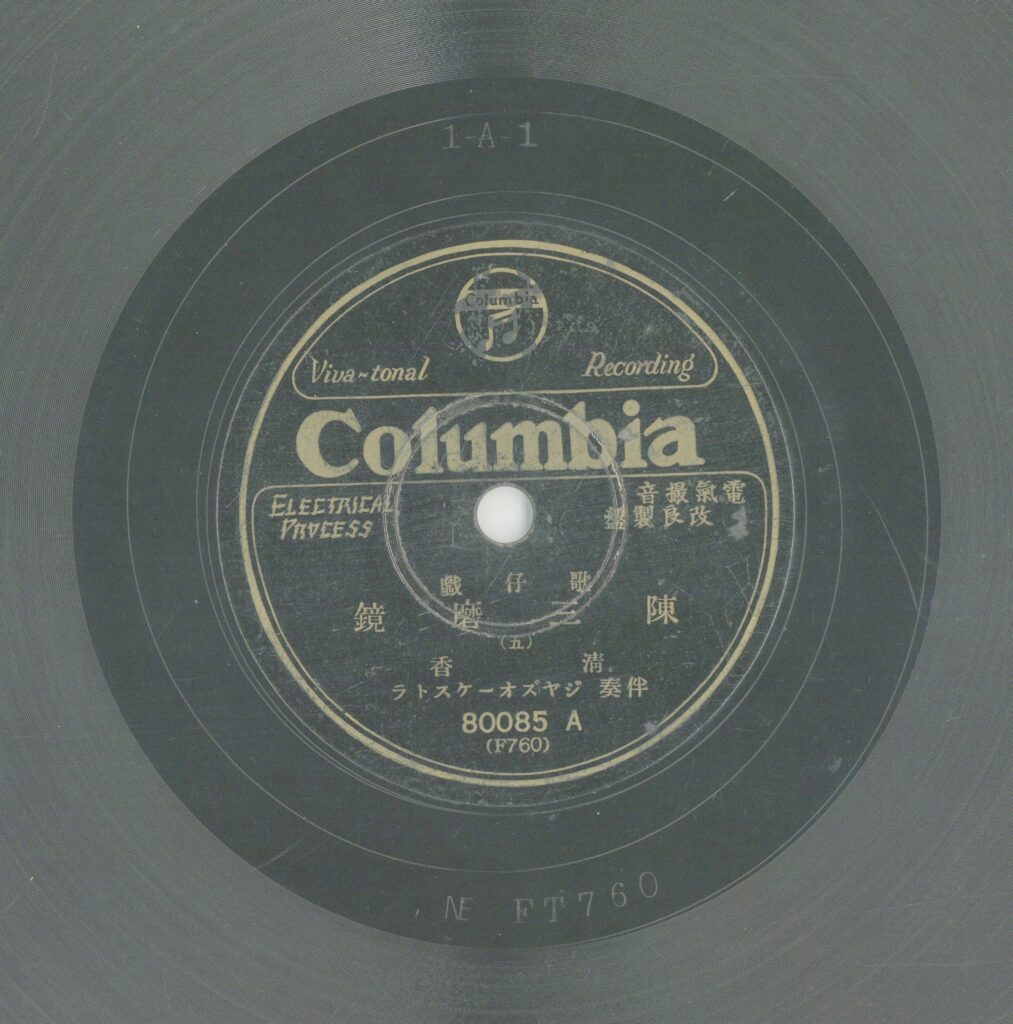 1-A-1
Columbia
Viva-tonal Recording
Columbia
ELECTRICAL
PROCESS
電氣撮音
改良製盤
歌仔戯
陳三磨鏡
(五)
清香
伴奏 ジヤズオーケストラ
80085 A
(F760)
NE FT760